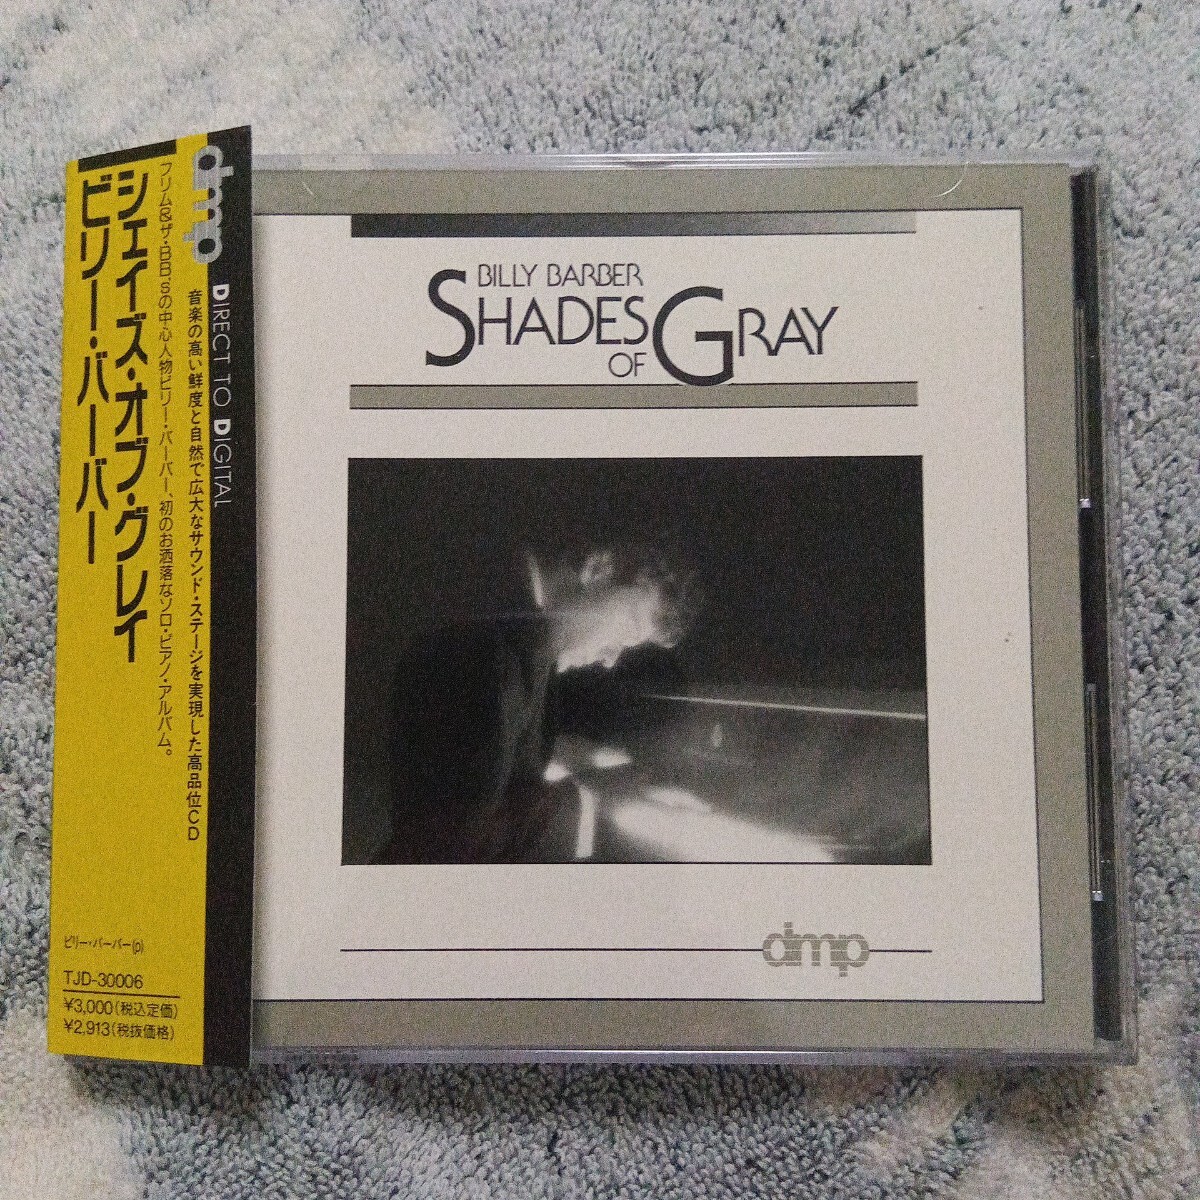 dmp DIRECT TO DIGITAL
音楽の高い鮮度と自然で広大なサウンド・ステージを実現した高品位CD
フリム&ザ・BB,sの中心人物ビリー・バーバー、初のお洒落なソロ・ピアノ・アルバム。
シェイズ・オブ・グレイ
ビリー・バーバー
ビリー・バーバー(p)
TJD-30006
¥3,000(税込定価)
¥2,913(税抜価格)
BILLY BARBER
SHADES OF GRAY
dmp